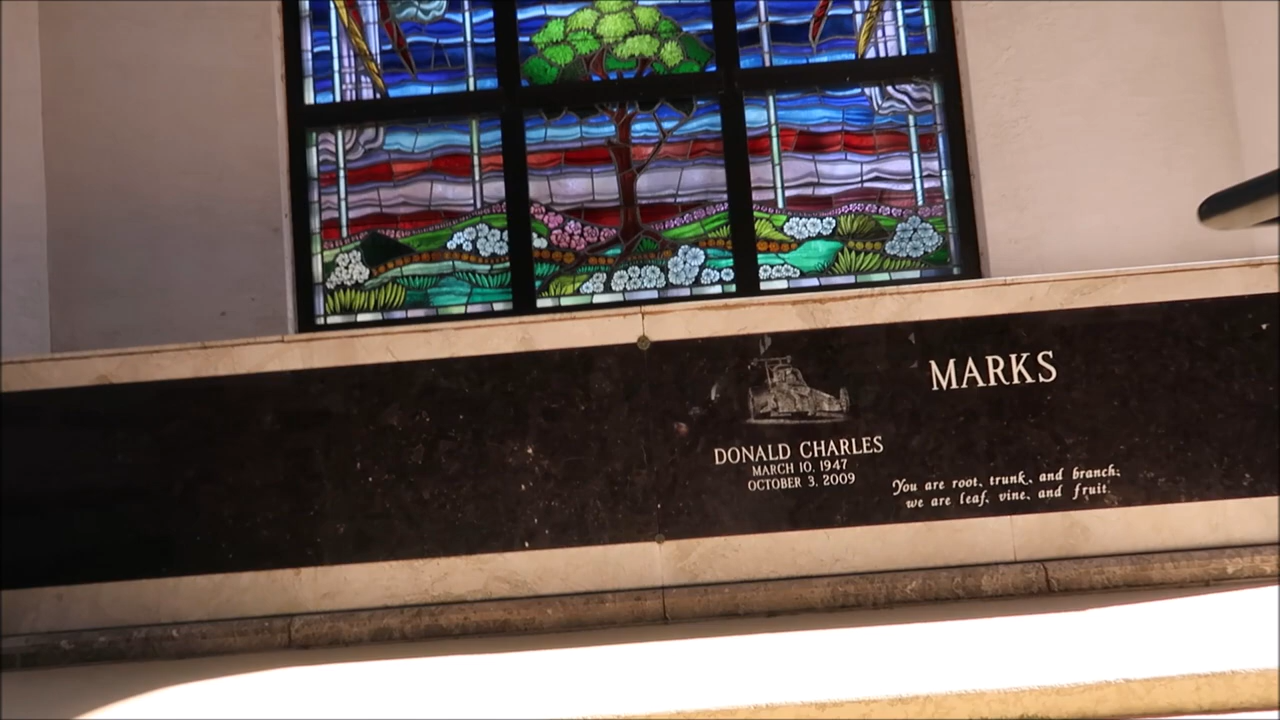 MARKS
DONALD CHARLES
MARCH 10, 1947
OCTOBER 3, 2009
You are root, trunk, and branch;
we are leaf, vine, and fruit.